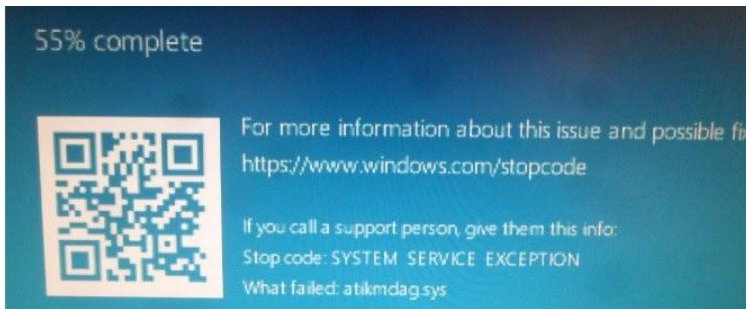 55% complete
For more information about this issue and possible
https://www.windows.com/stopcode
If you call a support person, give them this info:
Stop code: SYSTEM SERVICE EXCEPTION
What failed: atikmdag.sys